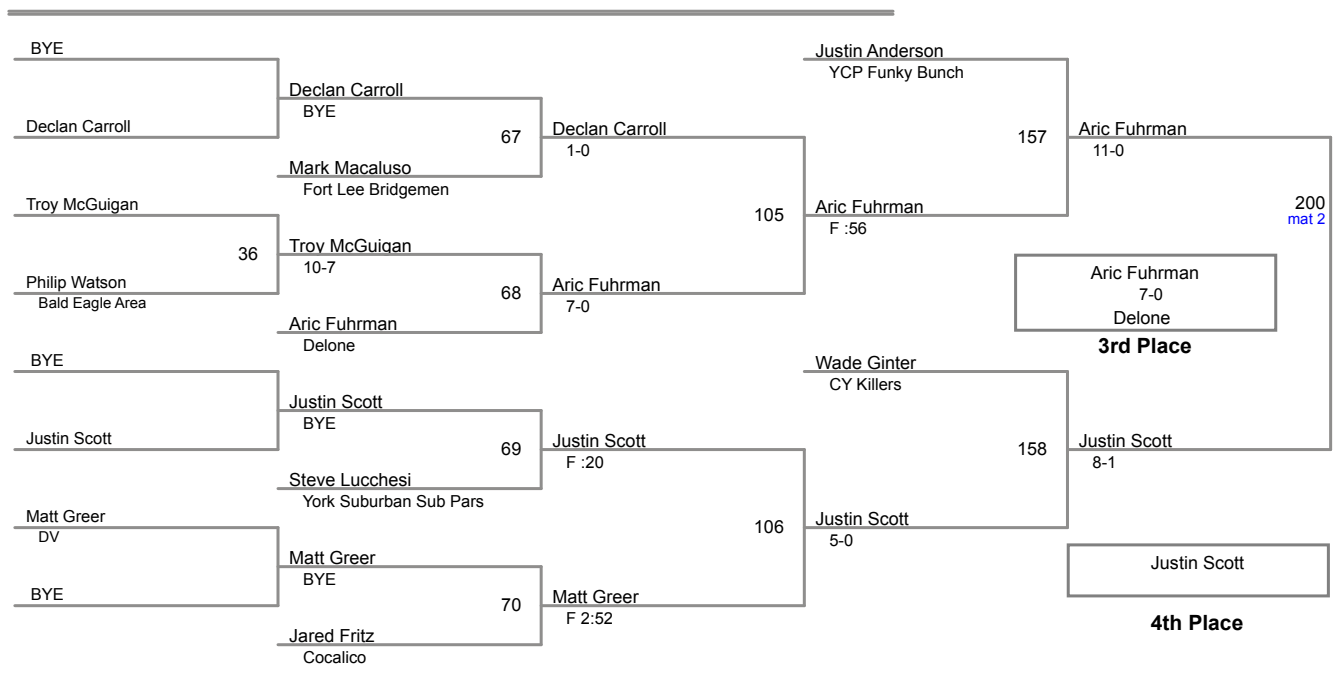 BYE
Declan Carroll
Troy McGuigan
36
Philip Watson
Bald Eagle Area
BYE
Justin Scott
Matt Greer
DV
BYE
Declan Carroll
BYE
67
Mark Macaluso
Fort Lee Bridgemen
Troy McGuigan
10-7
68
Aric Fuhrman
Delone
Justin Scott
BYE
69
Steve Lucchesi
York Suburban Sub Pars
Matt Greer
BYE
70
Jared Fritz
Cocalico
Declan Carroll
1-0
105
Aric Fuhrman
7-0
Justin Scott
F :20
106
Matt Greer
F 2:52
Justin Anderson
YCP Funky Bunch
157
Aric Fuhrman
F :56
Wade Ginter
CY Killers
158
Justin Scott
5-0
Aric Fuhrman
11-0
200
mat 2
Aric Fuhrman
7-0
Delone
3rd Place
Justin Scott
8-1
Justin Scott
4th Place